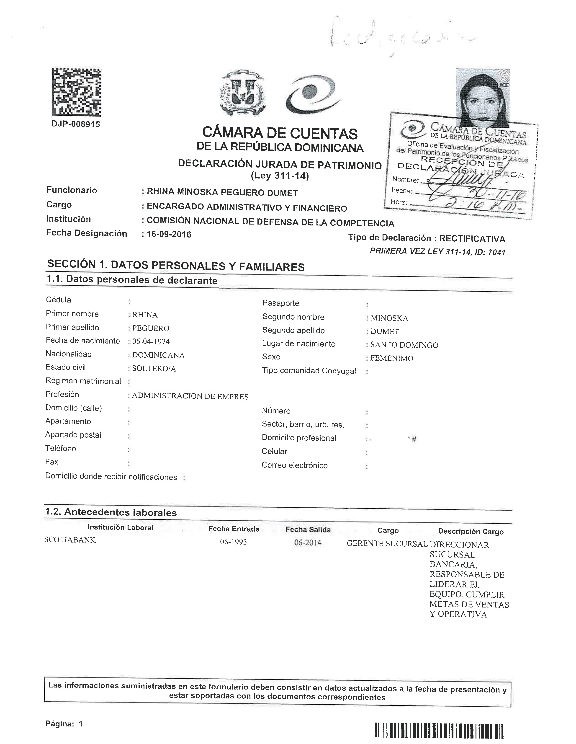 DJP-008915
CÁMARA DE CUENTAS
DE LA REPÚBLICA DOMINICANA
DECLARACIÓN JURADA DE PATRIMONIO
(Ley 311-14)
CÁMARA DE CUENTAS
DE LA REPÚBLICA DOMINICANA
Oficina de Evaluación y Fiscalización
del Patrimonio de los Funcionarios Públicos
RECEPCIÓN DE
DECLARACIÓN JURADA
Nombre:
Fecha:
Hora:
Funcionario : RHINA MINOSKA PEGUERO DUMET
Cargo : ENCARGADO ADMINISTRATIVO Y FINANCIERO
Institución : COMISIÓN NACIONAL DE DEFENSA DE LA COMPETENCIA
Fecha Designación : 16-09-2016
Tipo de Declaración : RECTIFICATIVA
PRIMERA VEZ LEY 311-14, ID: 1041
SECCIÓN 1. DATOS PERSONALES Y FAMILIARES
1.1. Datos personales de declarante
Cédula : Pasaporte :
Primer nombre : RHINA Segundo nombre : MINOSKA
Primer apellido : PEGUERO Segundo apellido : DUMET
Fecha de nacimiento : 05-04-1974 Lugar de nacimiento : SANTO DOMINGO
Nacionalidad : DOMINICANA Sexo : FEMENINO
Estado civil : SOLTERO/A Tipo comunidad Conyugal :
Régimen matrimonial :
Profesión : ADMINISTRACION DE EMPRES
Domicilio (calle) : Número :
Apartamento : Sector, barrio, urb. res. :
Apartado postal : Domicilio profesional : - '#
Teléfono : Celular :
Fax : Correo electrónico :
Domicilio donde recibir notificaciones :
1.2. Antecedentes laborales
Institución Laboral Fecha Entrada Fecha Salida Cargo Descripción Cargo
SCOTIABANK 06-1993 06-2014 GERENTE SUCURSAL DIRECCIONAR
SUCURSAL
BANCARIA,
RESPONSABLE DE
LIDERAR EL
EQUIPO, CUMPLIR
METAS DE VENTAS
Y OPERATIVA
Las informaciones suministradas en este formulario deben consistir en datos actualizados a la fecha de presentación y
estar soportadas con los documentos correspondientes
Página: 1